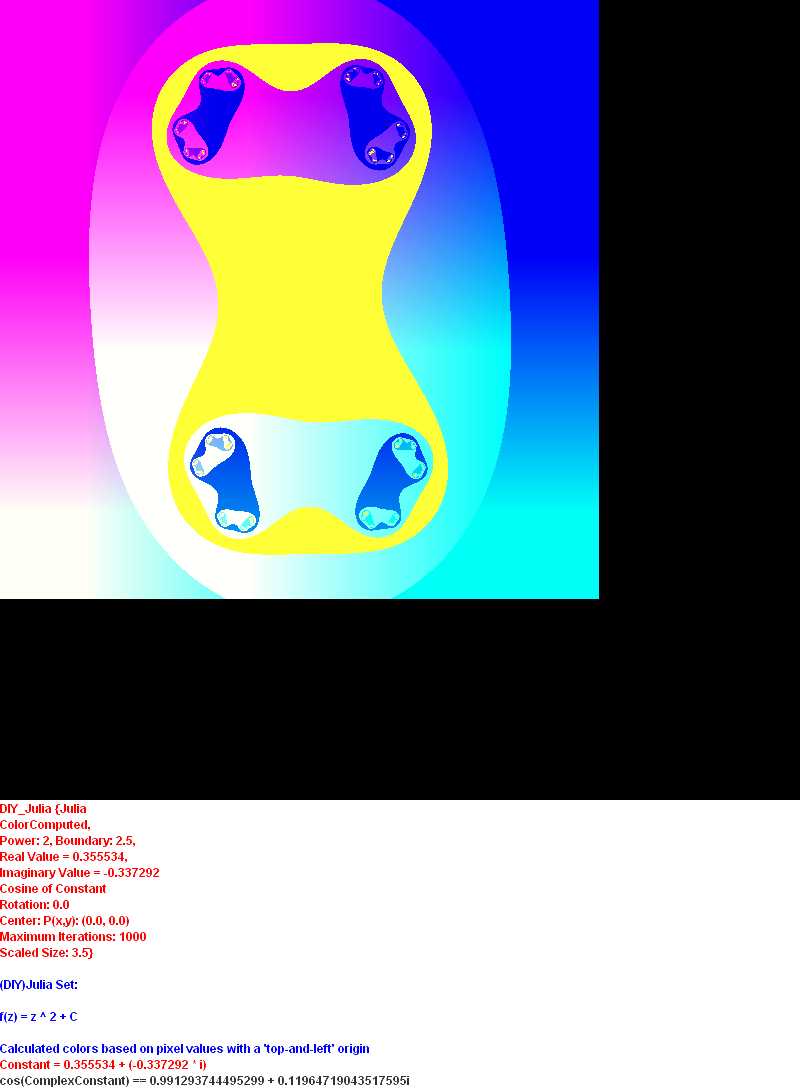 DIY_Julia {Julia
ColorComputed,
Power: 2, Boundary: 2.5,
Real Value = 0.355534,
Imaginary Value = -0.337292
Cosine of Constant
Rotation: 0.0
Center: P(x,y): (0.0, 0.0)
Maximum Iterations: 1000
Scaled Size: 3.5}
(DIY)Julia Set:
f(z) = z ^ 2 + C
Calculated colors based on pixel values with a 'top-and-left' origin
Constant = 0.355534 + (-0.337292 * i)
cos(ComplexConstant) == 0.991293744495299 + 0.11964719043517595i